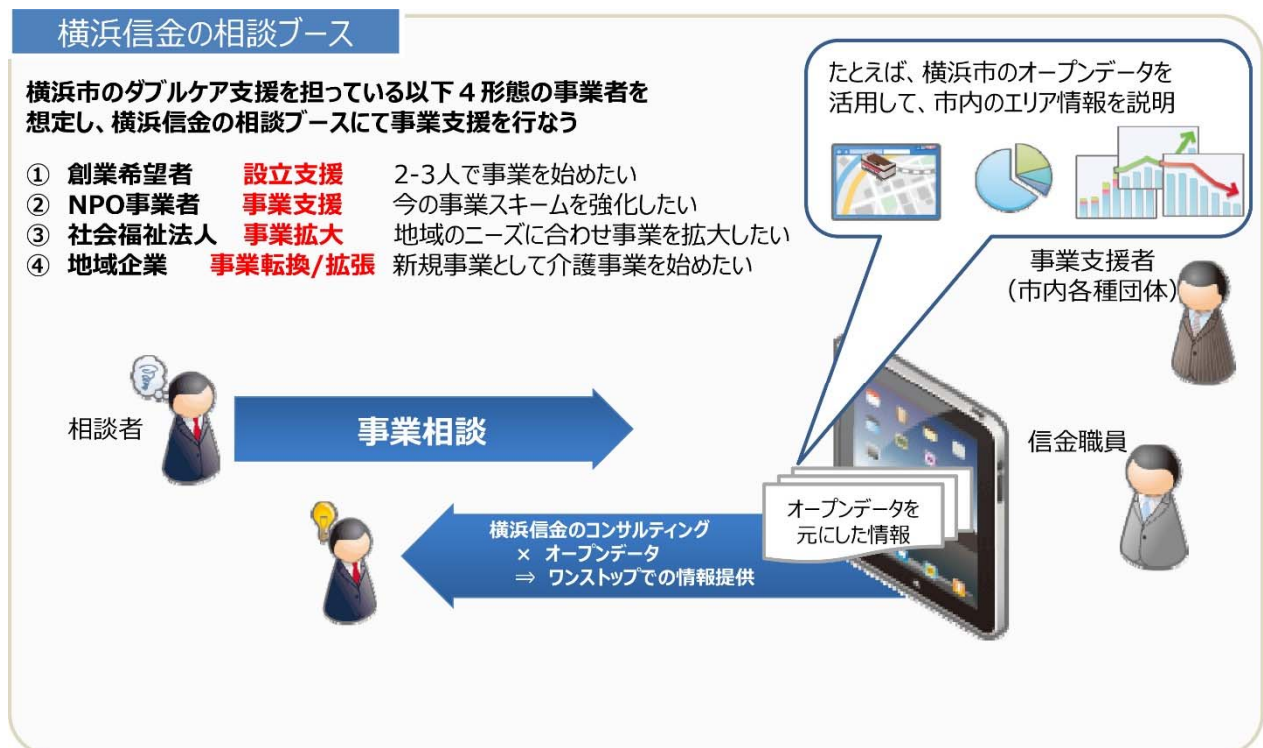 横浜信金の相談ブース
横浜市のダブルケア支援を担っている以下4形態の事業者を
想定し、横浜信金の相談ブースにて事業支援を行なう
① 創業希望者 設立支援 2-3人で事業を始めたい
② NPO事業者 事業支援 今の事業スキームを強化したい
③ 社会福祉法人 事業拡大 地域のニーズに合わせ事業を拡大したい
④ 地域企業 事業転換/拡張 新規事業として介護事業を始めたい
たとえば、横浜市のオープンデータを
活用して、市内のエリア情報を説明
事業支援者
（市内各種団体）
相談者
事業相談
信金職員
オープンデータを
元にした情報
横浜信金のコンサルティング
× オープンデータ
⇒ ワンストップでの情報提供